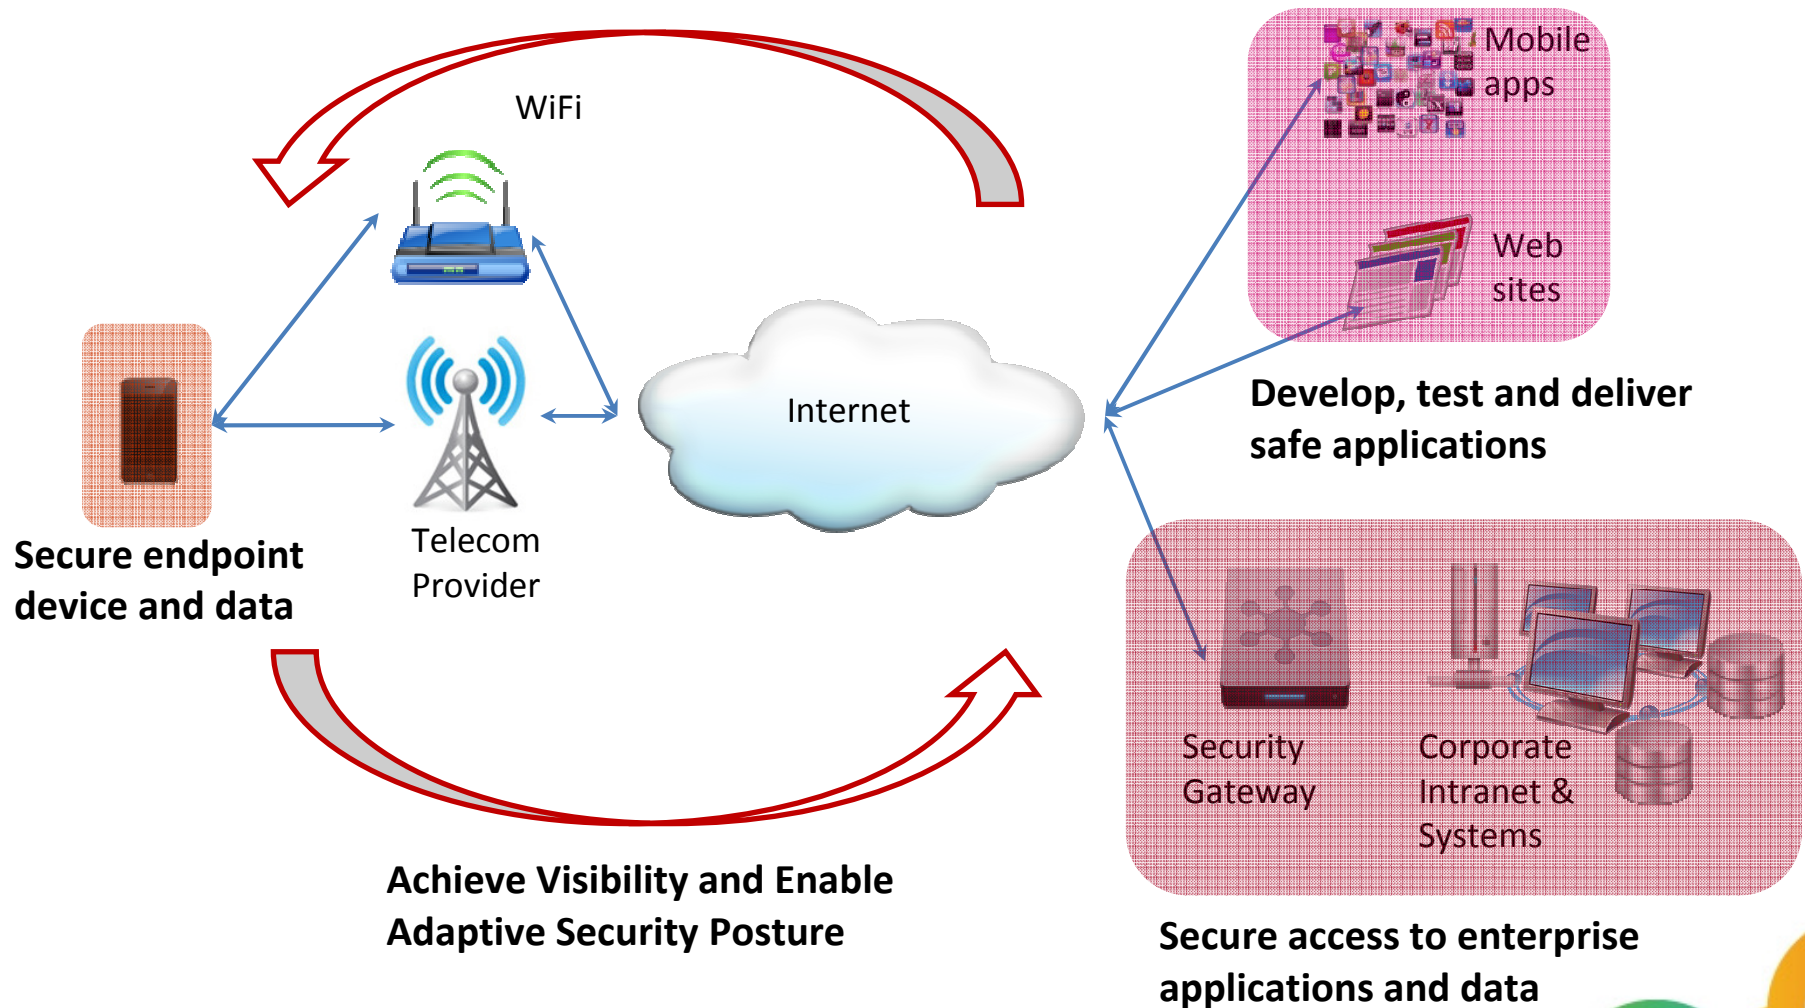 WiFi
Mobile
apps
Web
sites
Internet
Develop, test and deliver
safe applications
Secure endpoint
device and data
Telecom
Provider
Security
Gateway
Corporate
Intranet &
Systems
Achieve Visibility and Enable
Adaptive Security Posture
Secure access to enterprise
applications and data